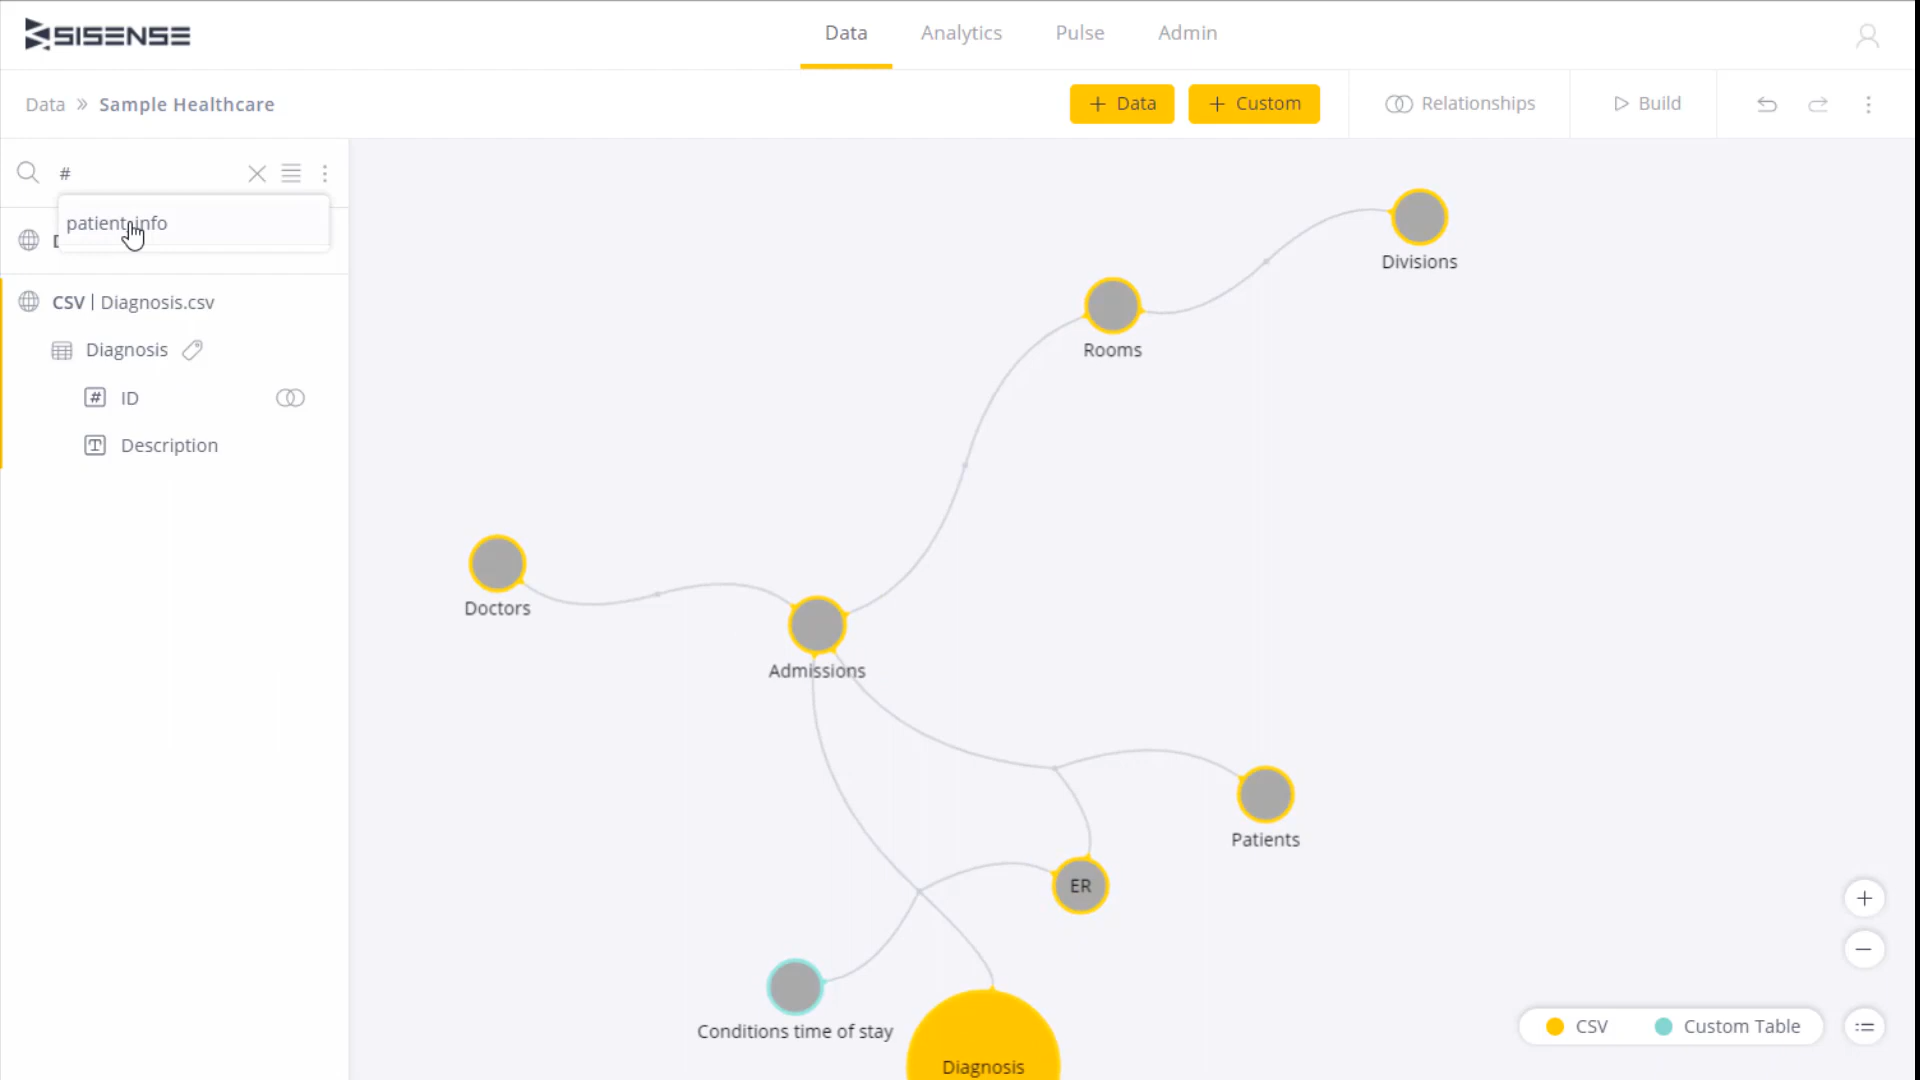 SISENSE
Data
Analytics
Pulse
Admin
Data » Sample Healthcare
+ Data
+ Custom
Relationships
Build
#
patient info
CSV | Diagnosis.csv
Diagnosis
# ID
T Description
Divisions
Rooms
Doctors
Admissions
Patients
ER
Conditions time of stay
Diagnosis
CSV
Custom Table